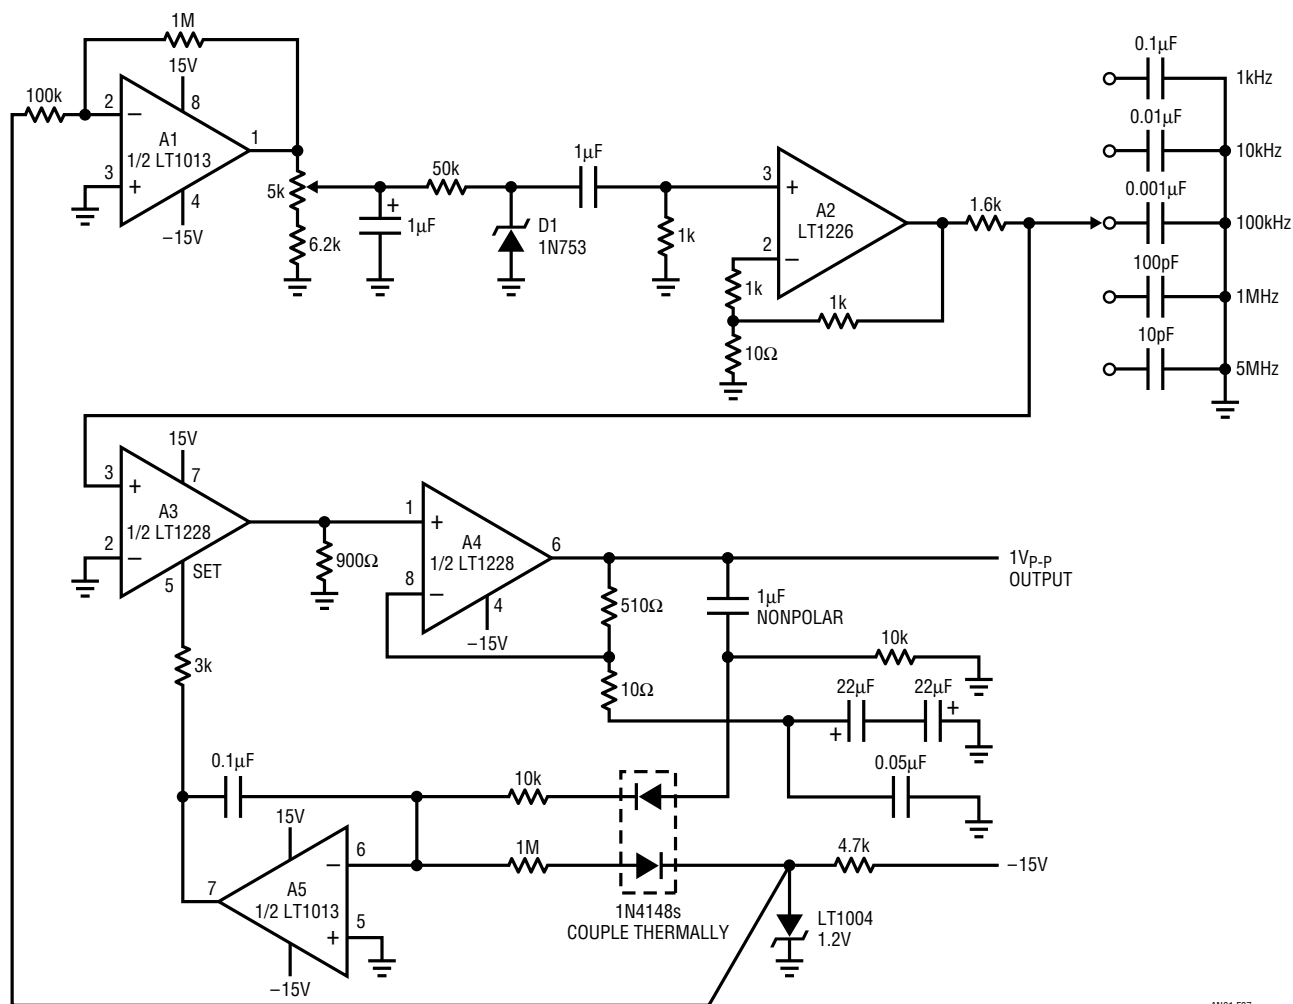 1M
15V
100k
2
8
−
A1
1/2 LT1013
1
3
+
4
−15V
5k
6.2k
+
1µF
50k
D1
1N753
1µF
1k
3
+
A2
LT1226
2
−
1k
1k
10Ω
1.6k
0.1µF
1kHz
0.01µF
10kHz
0.001µF
100kHz
100pF
1MHz
10pF
5MHz
15V
3
7
+
A3
1/2 LT1228
2
−
5
SET
900Ω
3k
1
+
A4
1/2 LT1228
6
8
−
4
−15V
510Ω
10Ω
1µF
NONPOLAR
1VP-P
OUTPUT
10k
22µF
22µF
+
+
0.05µF
0.1µF
10k
15V
6
−
1M
4.7k
−15V
7
A5
1/2 LT1013
5
+
−15V
1N4148s
COUPLE THERMALLY
LT1004
1.2V